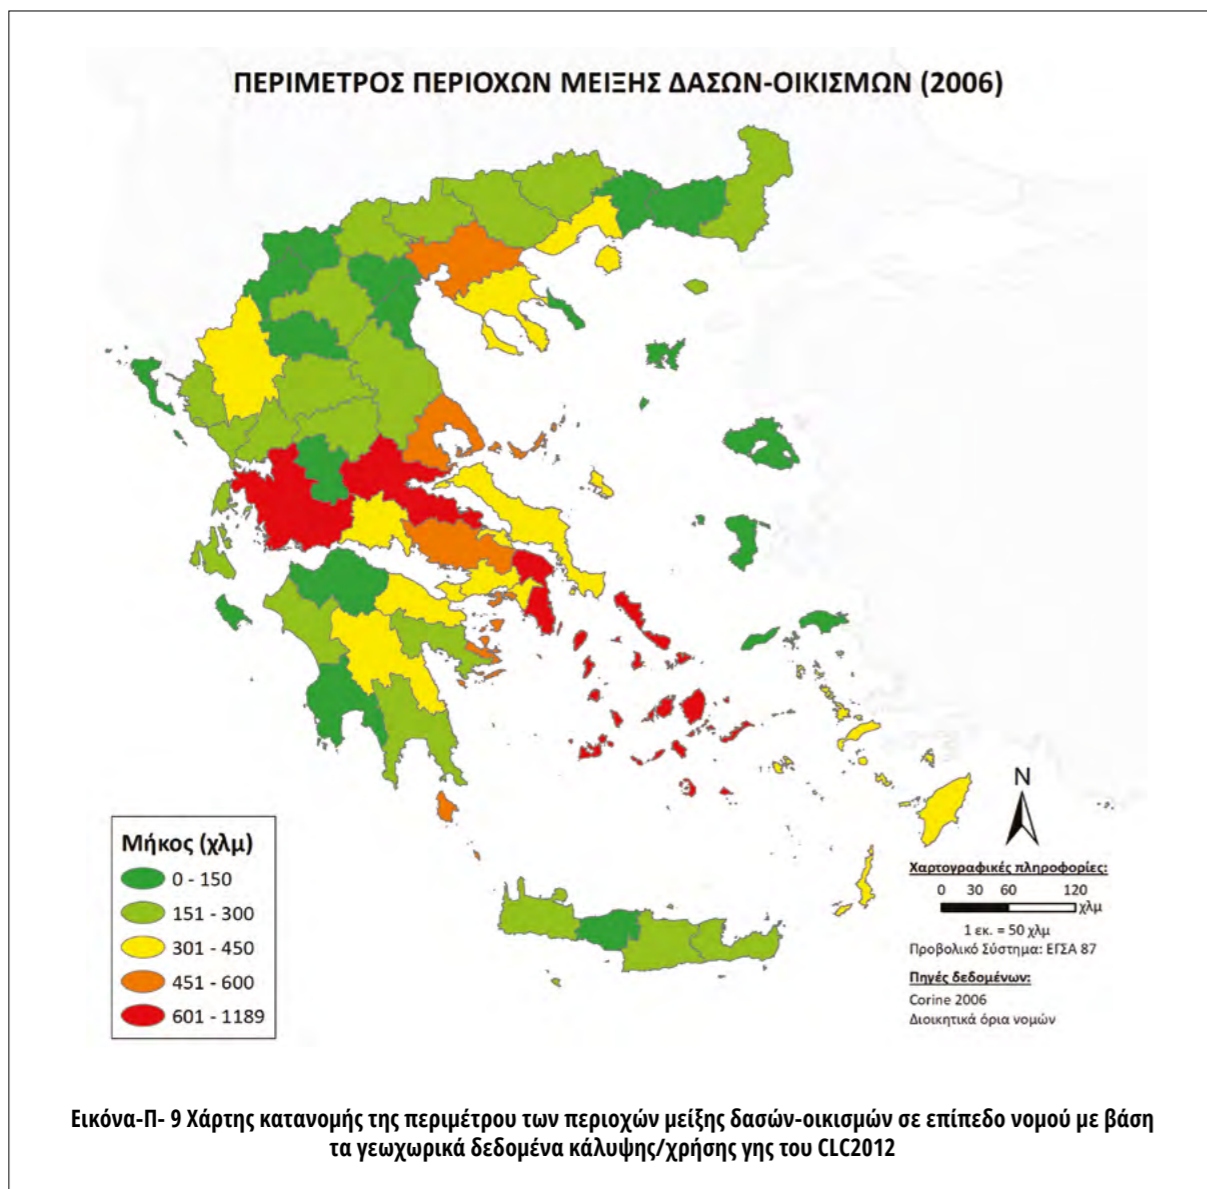 ΠΕΡΙΜΕΤΡΟΣ ΠΕΡΙΟΧΩΝ ΜΕΙΞΗΣ ΔΑΣΩΝ-ΟΙΚΙΣΜΩΝ (2006)
Μήκος (χλμ)
0 - 150
151 - 300
301 - 450
451 - 600
601 - 1189
N
Χαρτογραφικές πληροφορίες:
0 30 60 120
χλμ
1 εκ. = 50 χλμ
Προβολικό Σύστημα: ΕΓΣΑ 87
Πηγές δεδομένων:
Corine 2006
Διοικητικά όρια νομών
Εικόνα-Π- 9 Χάρτης κατανομής της περιμέτρου των περιοχών μείξης δασών-οικισμών σε επίπεδο νομού με βάση
τα γεωχωρικά δεδομένα κάλυψης/χρήσης γης του CLC2012